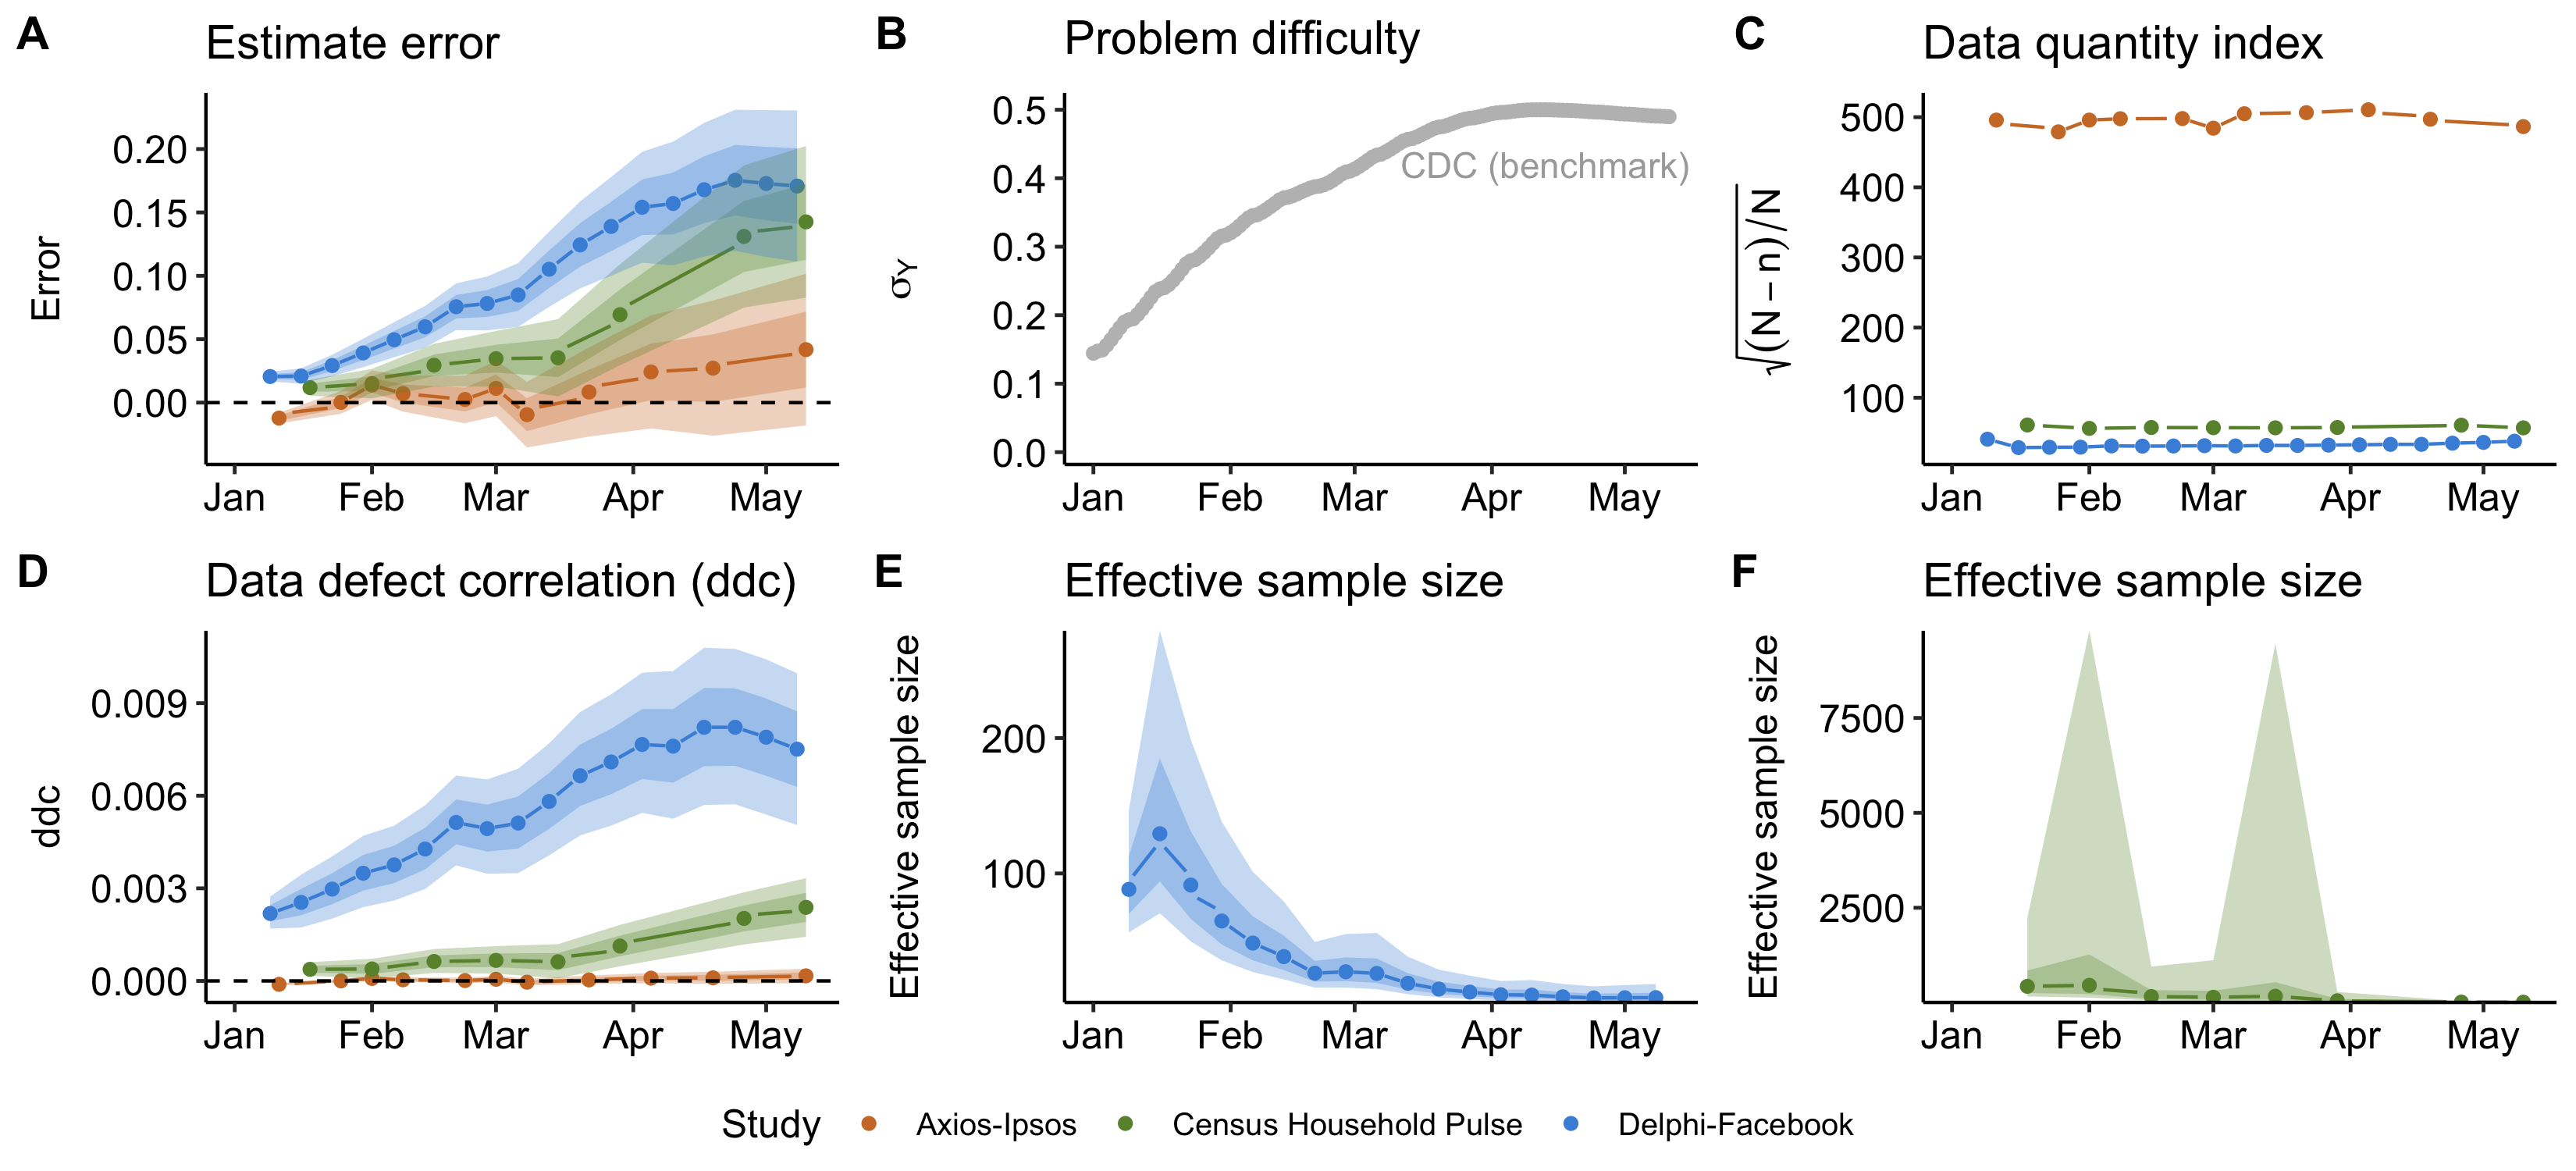 A
Estimate error
Error
0.20
0.15
0.10
0.05
0.00
Jan Feb Mar Apr May
B
Problem difficulty
σY
0.5
0.4
0.3
0.2
0.1
0.0
CDC (benchmark)
Jan Feb Mar Apr May
C
Data quantity index
√((N − n)/N
500
400
300
200
100
Jan Feb Mar Apr May
D
Data defect correlation (ddc)
ddc
0.009
0.006
0.003
0.000
Jan Feb Mar Apr May
E
Effective sample size
Effective sample size
200
100
Jan Feb Mar Apr May
F
Effective sample size
Effective sample size
7500
5000
2500
Jan Feb Mar Apr May
Study Axios-Ipsos Census Household Pulse Delphi-Facebook